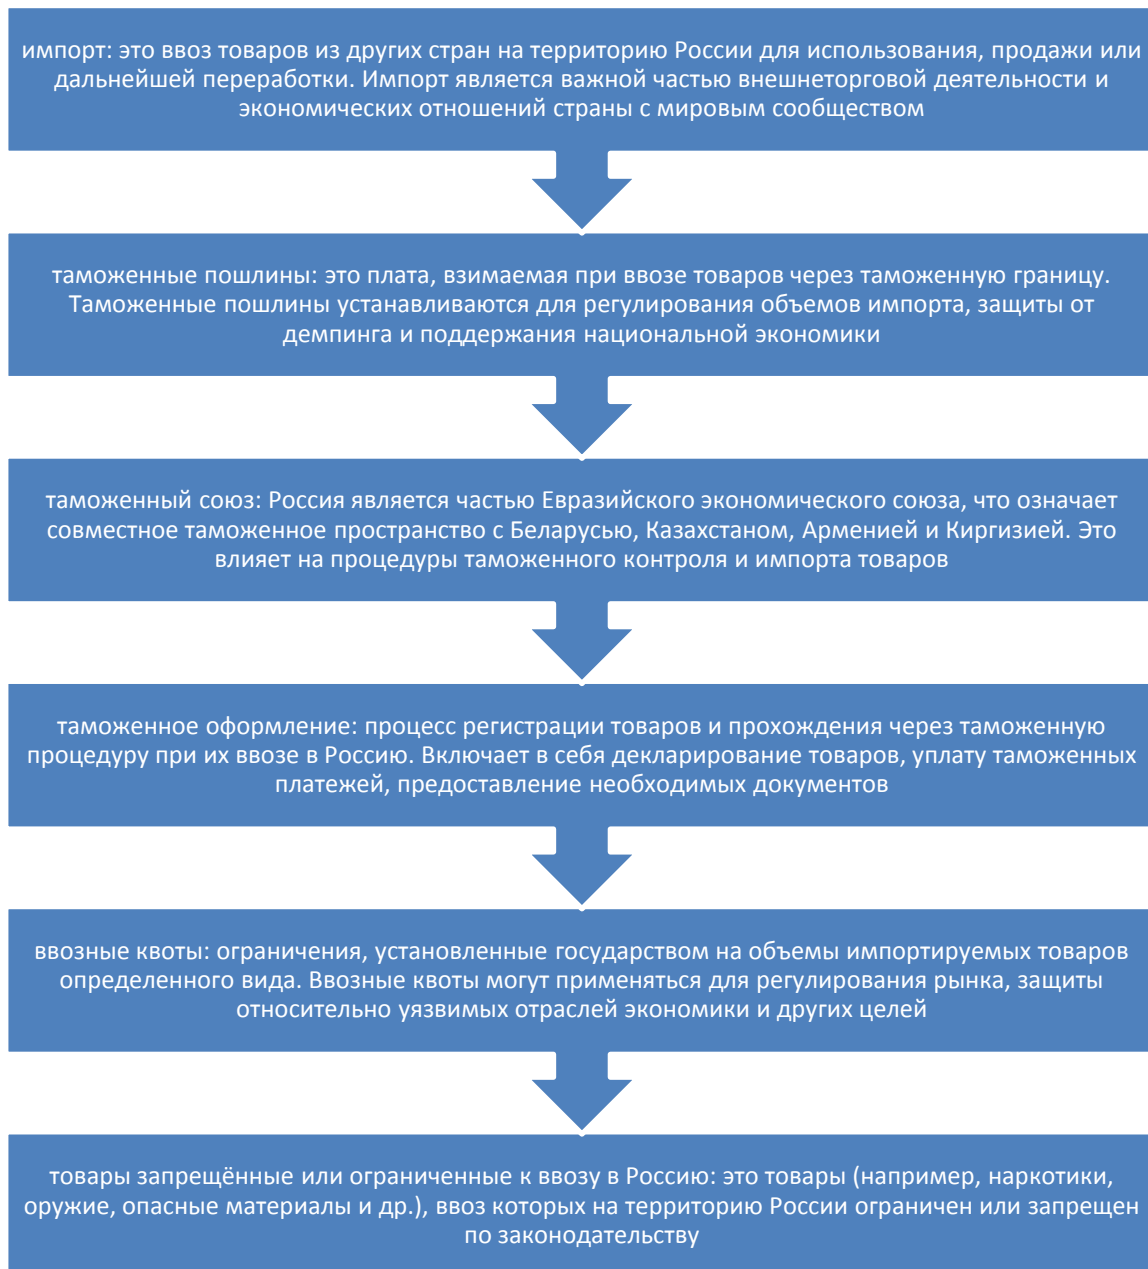 импорт: это ввоз товаров из других стран на территорию России для использования, продажи или
дальнейшей переработки. Импорт является важной частью внешнеторговой деятельности и
экономических отношений страны с мировым сообществом
таможенные пошлины: это плата, взимаемая при ввозе товаров через таможенную границу.
Таможенные пошлины устанавливаются для регулирования объемов импорта, защиты от
демпинга и поддержания национальной экономики
таможенный союз: Россия является частью Евразийского экономического союза, что означает
совместное таможенное пространство с Беларусью, Казахстаном, Арменией и Киргизией. Это
влияет на процедуры таможенного контроля и импорта товаров
таможенное оформление: процесс регистрации товаров и прохождения через таможенную
процедуру при их ввозе в Россию. Включает в себя декларирование товаров, уплату таможенных
платежей, предоставление необходимых документов
ввозные квоты: ограничения, установленные государством на объемы импортируемых товаров
определенного вида. Ввозные квоты могут применяться для регулирования рынка, защиты
относительно уязвимых отраслей экономики и других целей
товары запрещённые или ограниченные к ввозу в Россию: это товары (например, наркотики,
оружие, опасные материалы и др.), ввоз которых на территорию России ограничен или запрещен
по законодательству